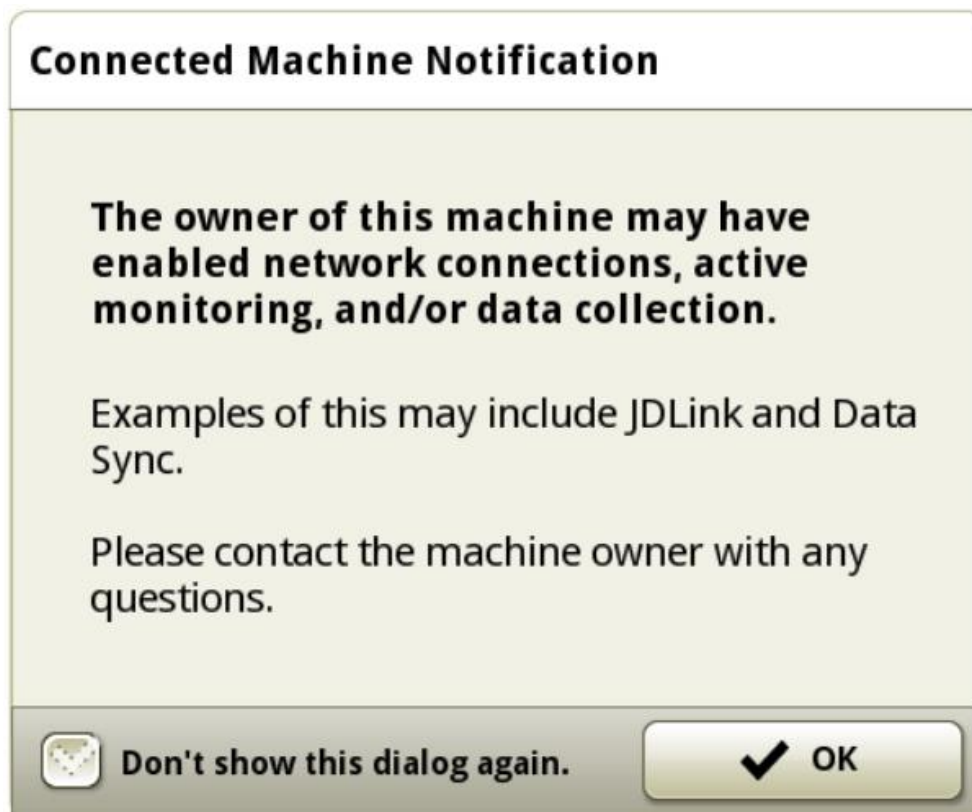 Connected Machine Notification
The owner of this machine may have
enabled network connections, active
monitoring, and/or data collection.
Examples of this may include JDLink and Data
Sync.
Please contact the machine owner with any
questions.
Don't show this dialog again.
OK